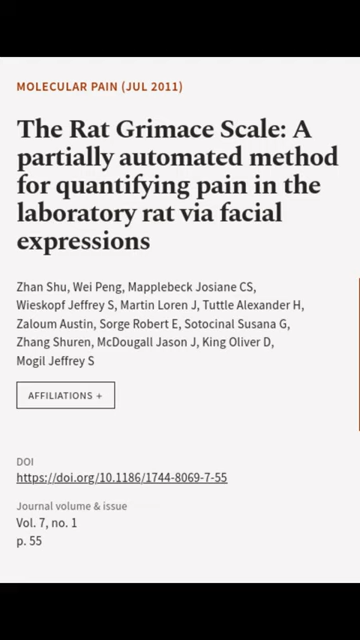 MOLECULAR PAIN (JUL 2011)
The Rat Grimace Scale: A
partially automated method
for quantifying pain in the
laboratory rat via facial
expressions
Zhan Shu, Wei Peng, Mapplebeck Josiane CS,
Wieskopf Jeffrey S, Martin Loren J, Tuttle Alexander H,
Zaloum Austin, Sorge Robert E, Sotocinal Susana G,
Zhang Shuren, McDougall Jason J, King Oliver D,
Mogil Jeffrey S
AFFILIATIONS +
DOI
https://doi.org/10.1186/1744-8069-7-55
Journal volume & issue
Vol. 7, no. 1
p. 55